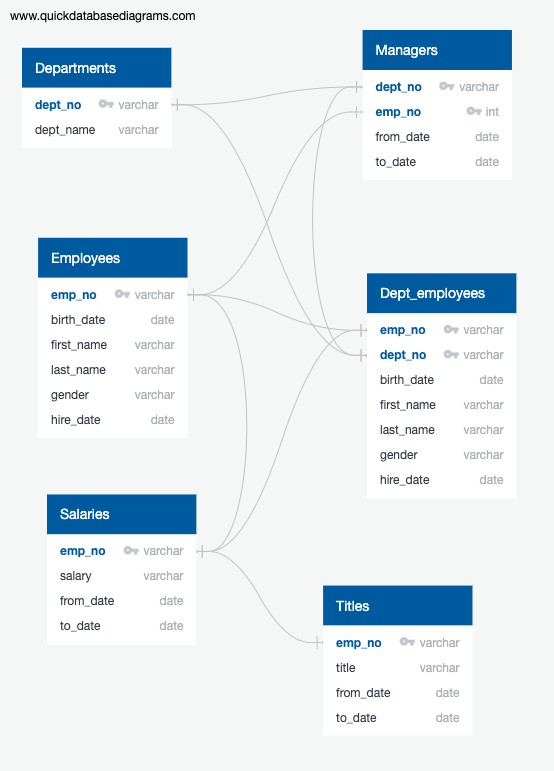 www.quickdatabasediagrams.com
Departments
dept_no varchar
dept_name varchar
Managers
dept_no varchar
emp_no int
from_date date
to_date date
Employees
emp_no varchar
birth_date date
first_name varchar
last_name varchar
gender varchar
hire_date date
Dept_employees
emp_no varchar
dept_no varchar
birth_date date
first_name varchar
last_name varchar
gender varchar
hire_date date
Salaries
emp_no varchar
salary varchar
from_date date
to_date date
Titles
emp_no varchar
title varchar
from_date date
to_date date